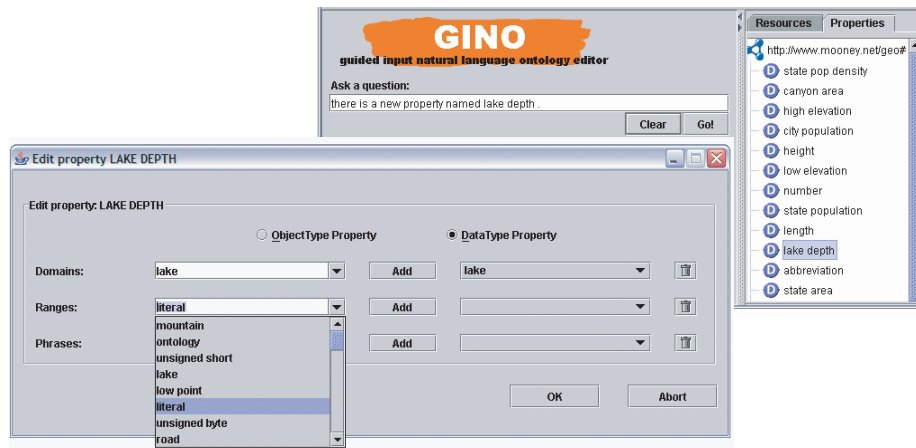 GINO
guided input natural language ontology editor
Ask a question:
there is a new property named lake depth .
Clear Go!
Resources Properties
http://www.mooney.net/geo#
D state pop density
D canyon area
D high elevation
D city population
D height
D low elevation
D number
D state population
D length
D lake depth
D abbreviation
D state area
Edit property LAKE DEPTH
Edit property: LAKE DEPTH
ObjectType Property DataType Property
Domains: lake Add lake
Ranges: literal Add
Phrases: Add
mountain
ontology
unsigned short
lake
low point
literal
unsigned byte
road
OK Abort